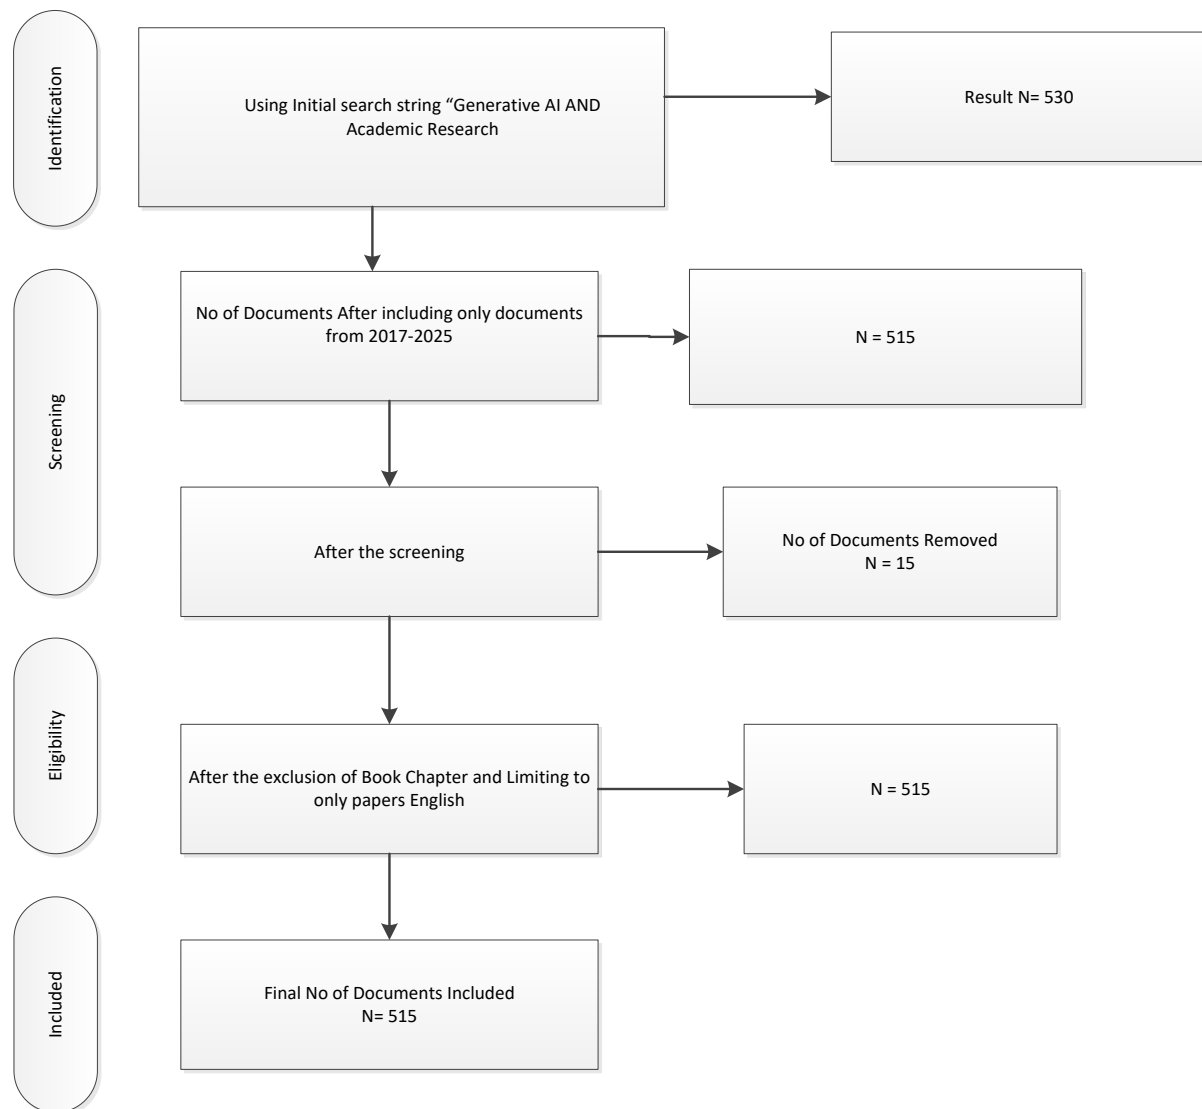 Identification
Using Initial search string “Generative AI AND
Academic Research
Result N= 530
Screening
No of Documents After including only documents
from 2017-2025
N = 515
After the screening
No of Documents Removed
N = 15
Eligibility
After the exclusion of Book Chapter and Limiting to
only papers English
N = 515
Included
Final No of Documents Included
N= 515